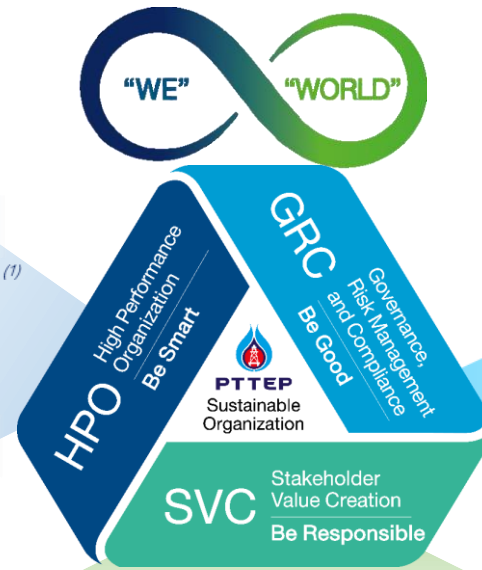 “WE”
“WORLD”
(1)
HPO
High Performance
Organization
Be Smart
GRC
Governance,
Risk Management
and Compliance
Be Good
PTTEP
Sustainable
Organization
SVC
Stakeholder
Value Creation
Be Responsible